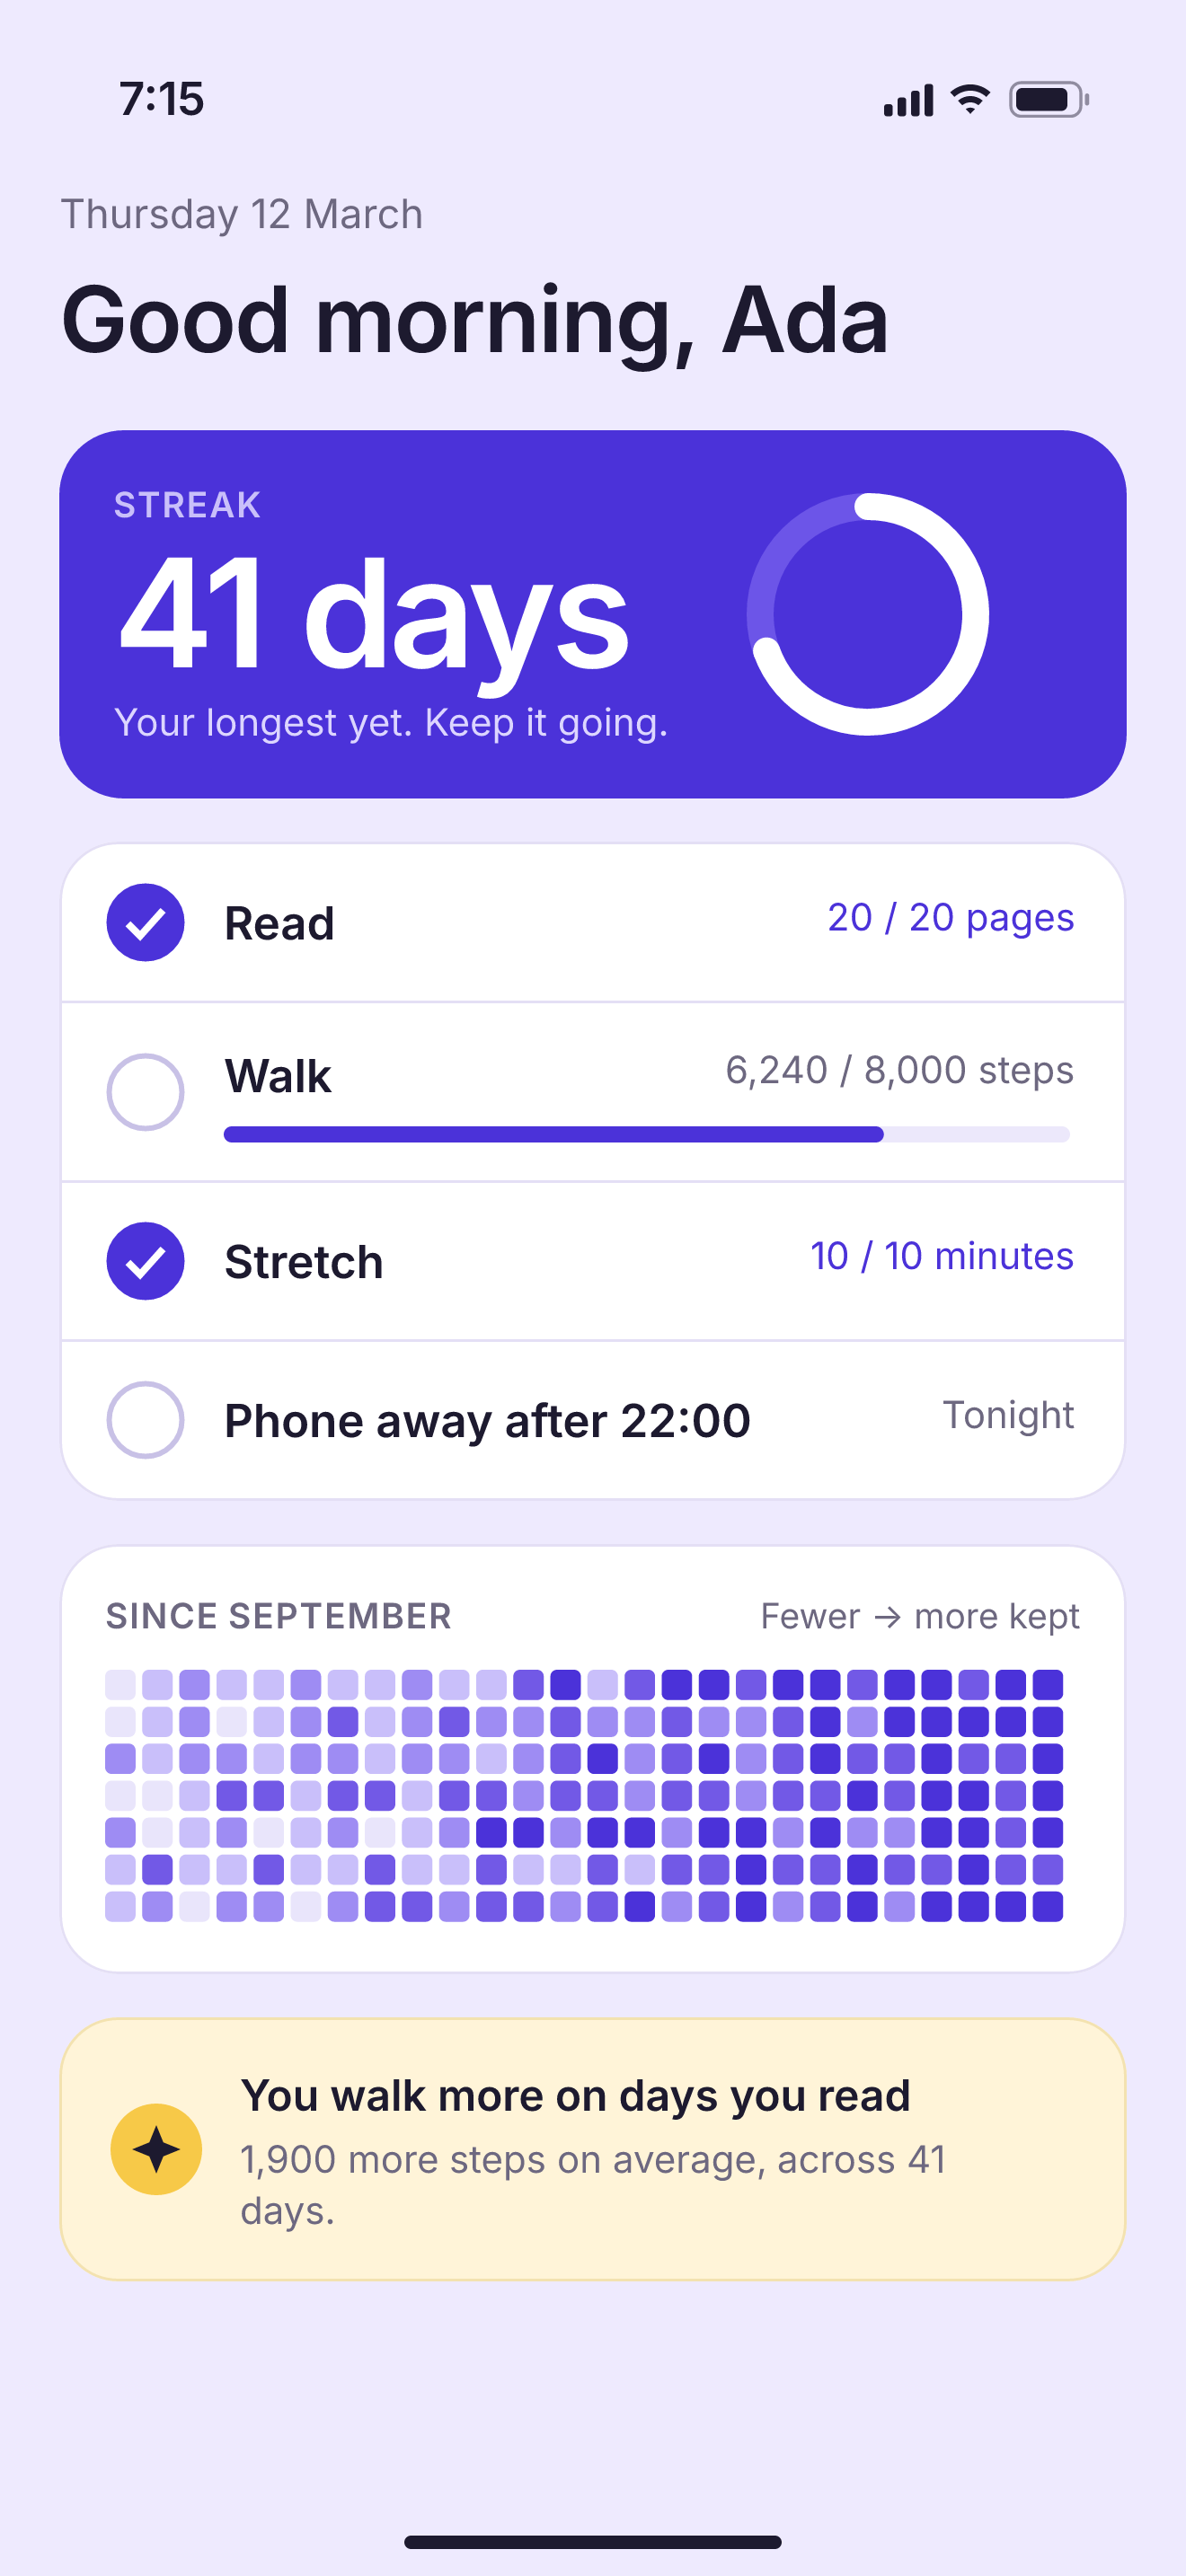 7:15
Thursday 12 March
Good morning, Ada
STREAK
41 days
Your longest yet. Keep it going.
Read
20 / 20 pages
Walk
6,240 / 8,000 steps
Stretch
10 / 10 minutes
Phone away after 22:00
Tonight
SINCE SEPTEMBER
Fewer → more kept
You walk more on days you read
1,900 more steps on average, across 41
days.